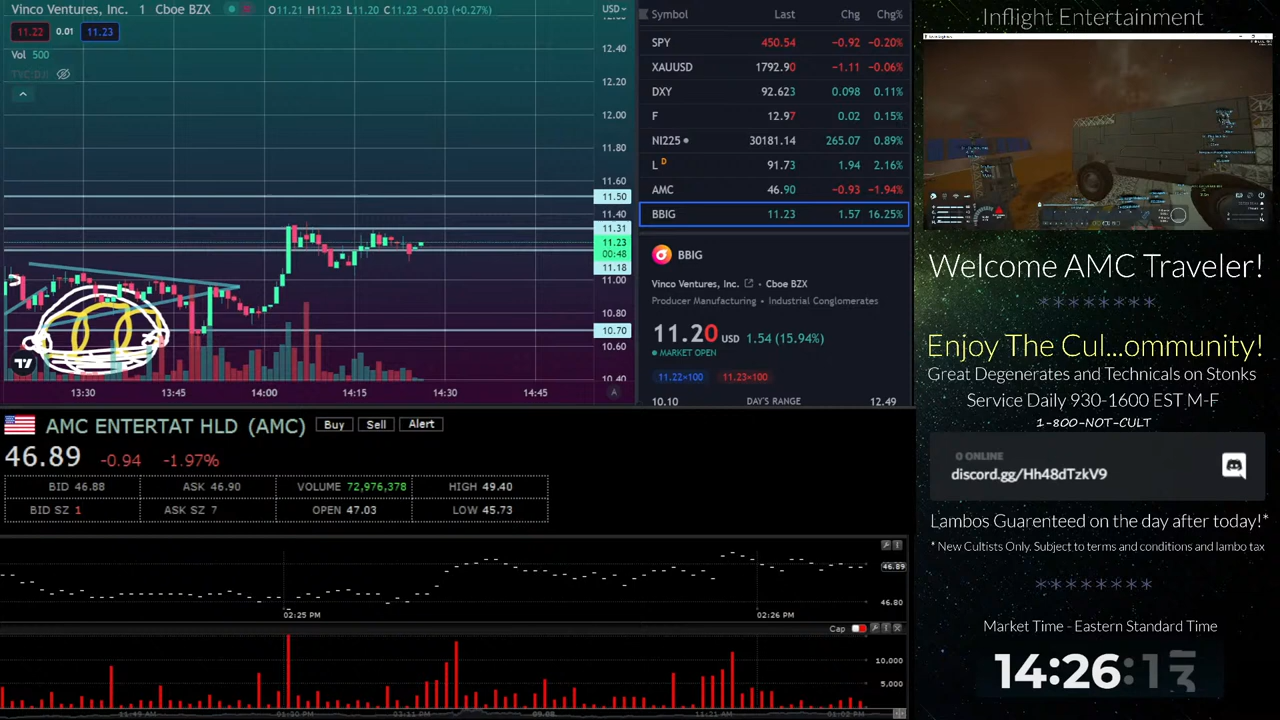 Vinco Ventures, Inc. 1 Cboe BZX O11.21 H11.23 L11.20 C11.23 +0.03 (+0.27%)
11.22 0.01 11.23
Vol 500
USD
12.40
12.20
12.00
11.80
11.60
11.50
11.40
11.31
11.23
00:48
11.18
11.00
10.80
10.70
10.60
10.40
13:30 13:45 14:00 14:15 14:30 14:45
A
Symbol Last Chg Chg%
SPY 450.54 −0.92 −0.20%
XAUUSD 1792.90 −1.11 −0.06%
DXY 92.623 0.098 0.11%
F 12.97 0.02 0.15%
NI225 30181.14 265.07 0.89%
L D 91.73 1.94 2.16%
AMC 46.90 −0.93 −1.94%
BBIG 11.23 1.57 16.25%
BBIG
Vinco Ventures, Inc. • Cboe BZX
Producer Manufacturing • Industrial Conglomerates
11.20 USD 1.54 (15.94%)
MARKET OPEN
11.22×100 11.23×100
10.10 DAY'S RANGE 12.49
AMC ENTERTAT HLD (AMC) Buy Sell Alert
46.89 -0.94 -1.97%
BID 46.88 ASK 46.90 VOLUME 72,976,378 HIGH 49.40
BID SZ 1 ASK SZ 7 OPEN 47.03 LOW 45.73
46.89
46.80
02:25 PM 02:26 PM
Cap
10,000
5,000
Inflight Entertainment
Welcome AMC Traveler!
********
Enjoy The Cul...ommunity!
Great Degenerates and Technicals on Stonks
Service Daily 930-1600 EST M-F
1-800-NOT-CULT
0 ONLINE
discord.gg/Hh48dTzkV9
Lambos Guarenteed on the day after today!*
* New Cultists Only. Subject to terms and conditions and lambo tax
********
Market Time - Eastern Standard Time
14:26:13